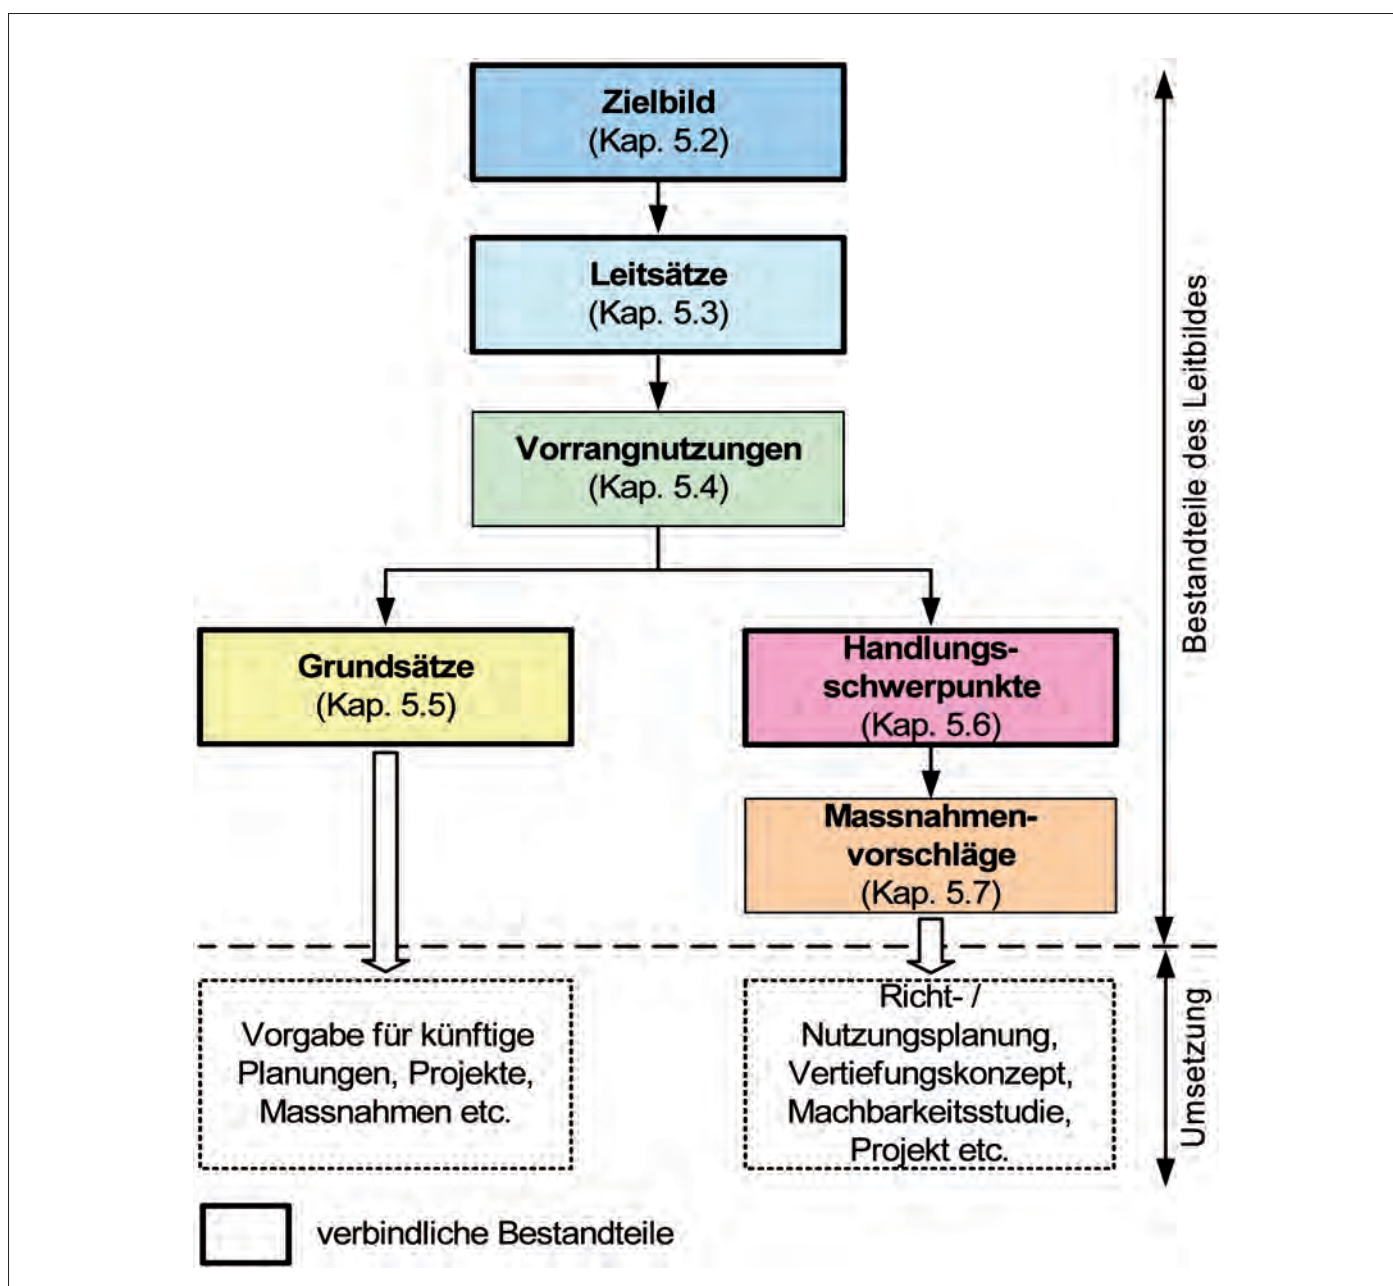 Zielbild
(Kap. 5.2)
Leitsätze
(Kap. 5.3)
Vorrangnutzungen
(Kap. 5.4)
Grundsätze
(Kap. 5.5)
Handlungs-
schwerpunkte
(Kap. 5.6)
Massnahmen-
vorschläge
(Kap. 5.7)
Bestandteile des Leitbildes
Vorgabe für künftige
Planungen, Projekte,
Massnahmen etc.
Richt- /
Nutzungsplanung,
Vertiefungskonzept,
Machbarkeitsstudie,
Projekt etc.
Umsetzung
verbindliche Bestandteile